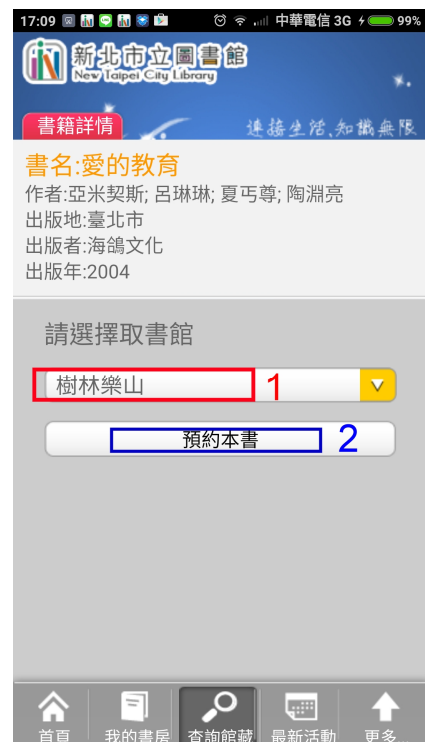 17:09 中華電信 3G 99%
新北市立圖書館
New Taipei City Library
書籍詳情
連接生活,知識無限
書名:愛的教育
作者:亞米契斯; 呂琳琳; 夏丏尊; 陶淵亮
出版地:臺北市
出版者:海鴿文化
出版年:2004
請選擇取書館
樹林樂山 1
預約本書 2
首頁 我的書房 查詢館藏 最新活動 更多...